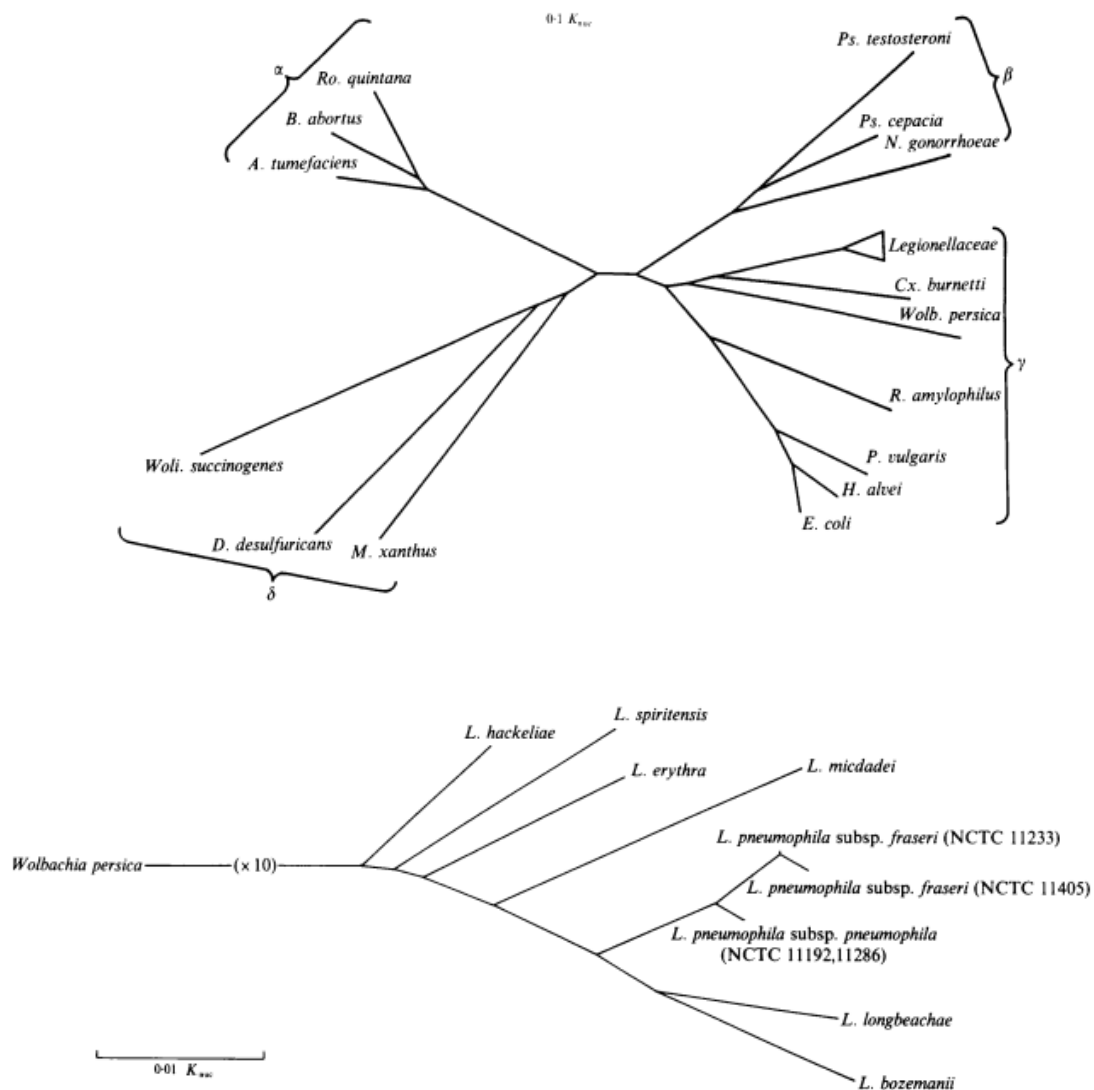 0·1 K_nuc
Ps. testosteroni
α
β
Ro. quintana
B. abortus
Ps. cepacia
N. gonorrhoeae
A. tumefaciens
Legionellaceae
Cx. burnetti
Wolb. persica
γ
R. amylophilus
P. vulgaris
Woli. succinogenes
H. alvei
E. coli
D. desulfuricans
M. xanthus
δ
L. spiritensis
L. hackeliae
L. erythra
L. micdadei
L. pneumophila subsp. fraseri (NCTC 11233)
Wolbachia persica
(× 10)
L. pneumophila subsp. fraseri (NCTC 11405)
L. pneumophila subsp. pneumophila
(NCTC 11192,11286)
L. longbeachae
0·01 K_nuc
L. bozemanii